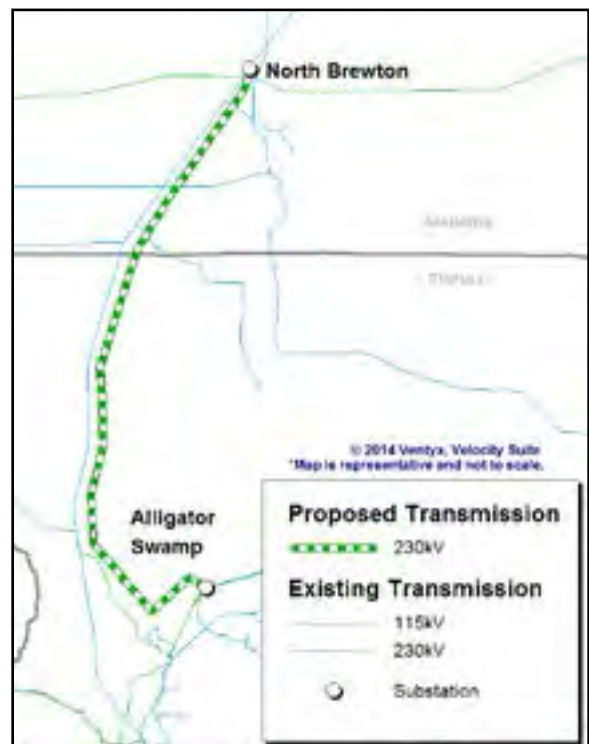 North Brewton
© 2014 Ventyx, Velocity Suite
*Map is representative and not to scale.
Alligator
Swamp
Proposed Transmission
230kV
Existing Transmission
115kV
230kV
Substation